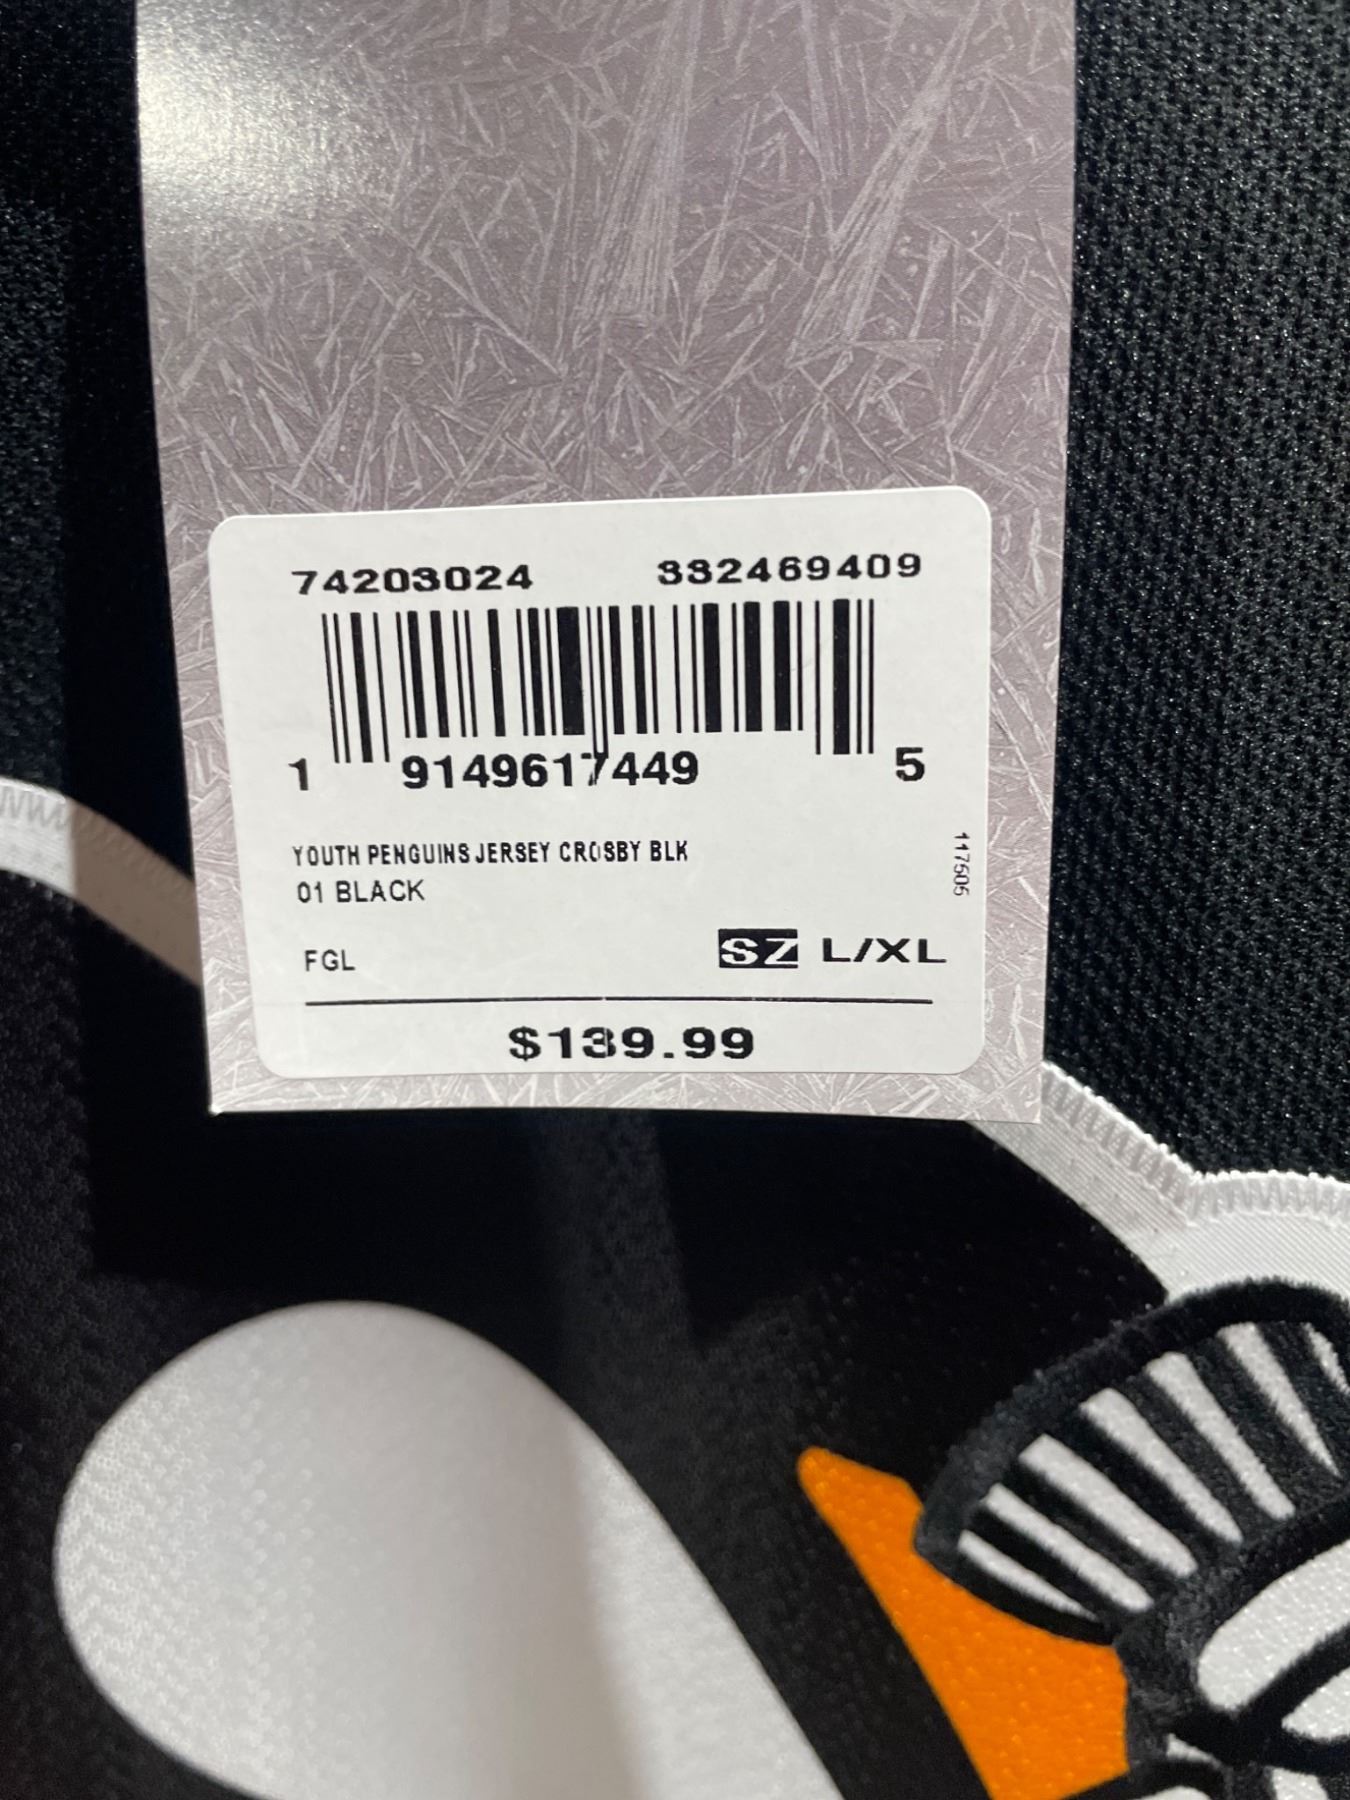 74203024 332469409
1 9149617449 5
YOUTH PENGUINS JERSEY CROSBY BLK
01 BLACK
117505
FGL SZ L/XL
$139.99